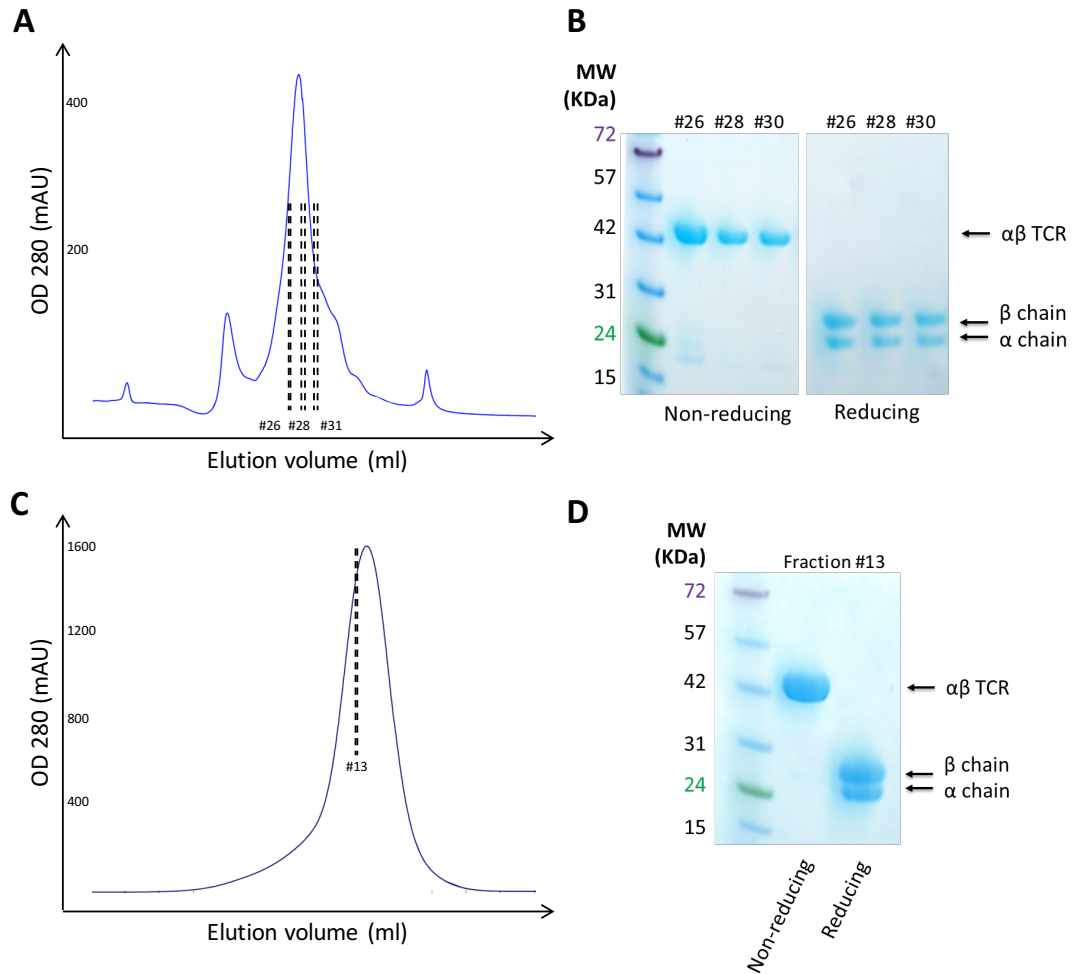 A
OD 280 (mAU)
400
200
#26 #28 #31
Elution volume (ml)
B
MW
(KDa)
#26 #28 #30 #26 #28 #30
72
57
42
31
24
15
αβ TCR
β chain
α chain
Non-reducing Reducing
C
OD 280 (mAU)
1600
1200
800
400
#13
Elution volume (ml)
D
MW
(KDa)
Fraction #13
72
57
42
31
24
15
αβ TCR
β chain
α chain
Non-reducing
Reducing